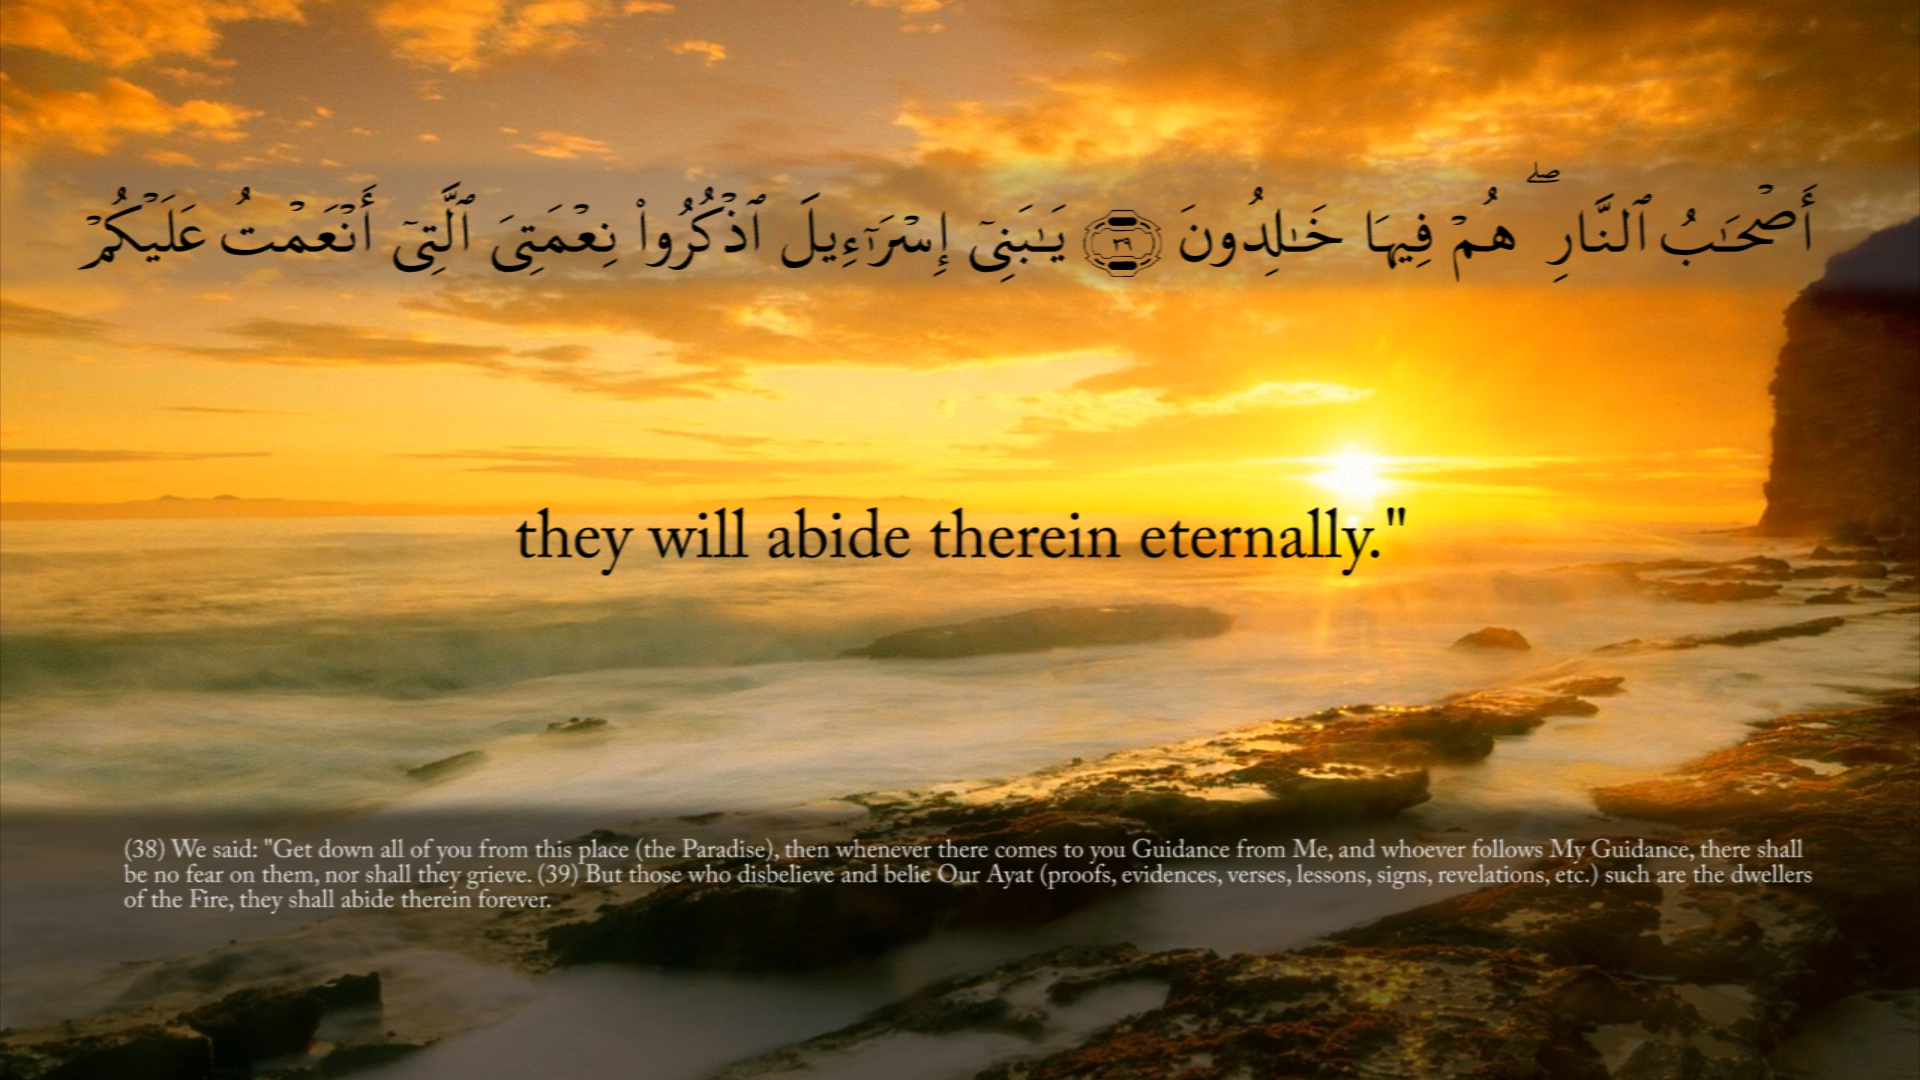 أَصْحَـٰبُ ٱلنَّارِ ۖ هُمْ فِيهَا خَـٰلِدُونَ ٣٩ يَـٰبَنِىٓ إِسْرَٰٓءِيلَ ٱذْكُرُوا۟ نِعْمَتِىَ ٱلَّتِىٓ أَنْعَمْتُ عَلَيْكُمْ
they will abide therein eternally."
(38) We said: "Get down all of you from this place (the Paradise), then whenever there comes to you Guidance from Me, and whoever follows My Guidance, there shall
be no fear on them, nor shall they grieve. (39) But those who disbelieve and belie Our Ayat (proofs, evidences, verses, lessons, signs, revelations, etc.) such are the dwellers
of the Fire, they shall abide therein forever.